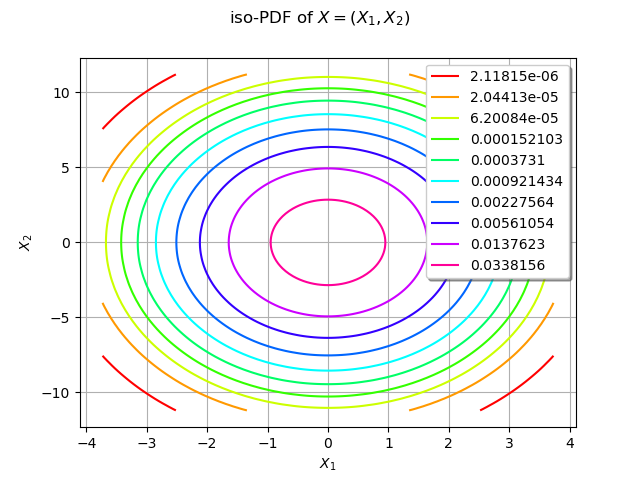 iso-PDF of X = (X₁, X₂)
2.11815e-06
2.04413e-05
6.20084e-05
0.000152103
0.0003731
0.000921434
0.00227564
0.00561054
0.0137623
0.0338156
10
5
0
−5
−10
X₂
−4 −3 −2 −1 0 1 2 3 4
X₁